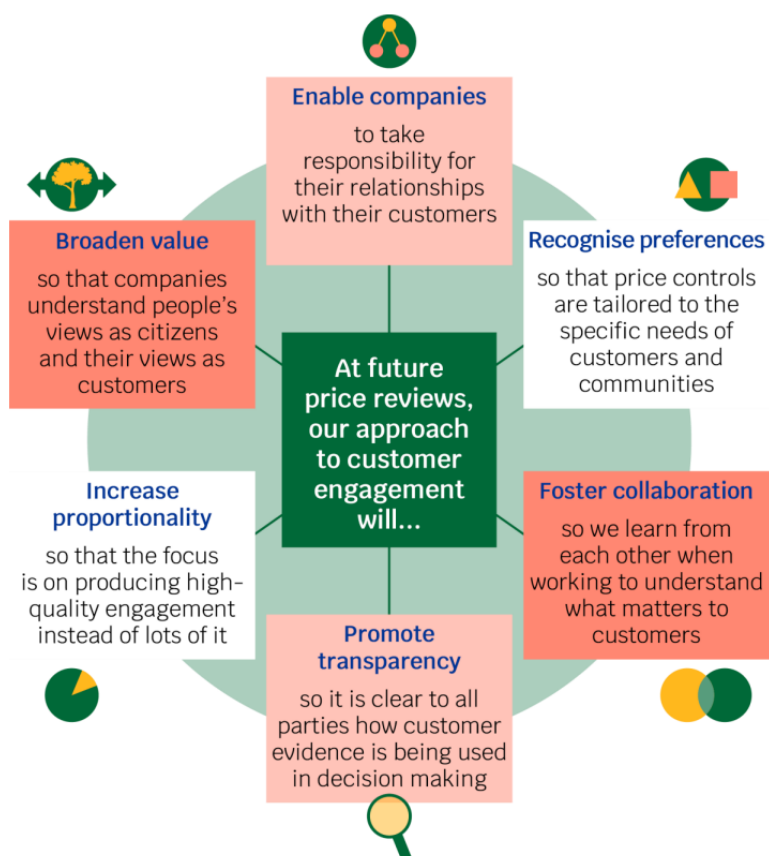 Enable companies
to take
responsibility for
their relationships
with their customers
Broaden value
so that companies
understand people's
views as citizens
and their views as
customers
Recognise preferences
so that price controls
are tailored to the
specific needs of
customers and
communities
At future
price reviews,
our approach
to customer
engagement
will...
Increase
proportionality
so that the focus
is on producing high-
quality engagement
instead of lots of it
Foster collaboration
so we learn from
each other when
working to understand
what matters to
customers
Promote
transparency
so it is clear to all
parties how customer
evidence is being used
in decision making